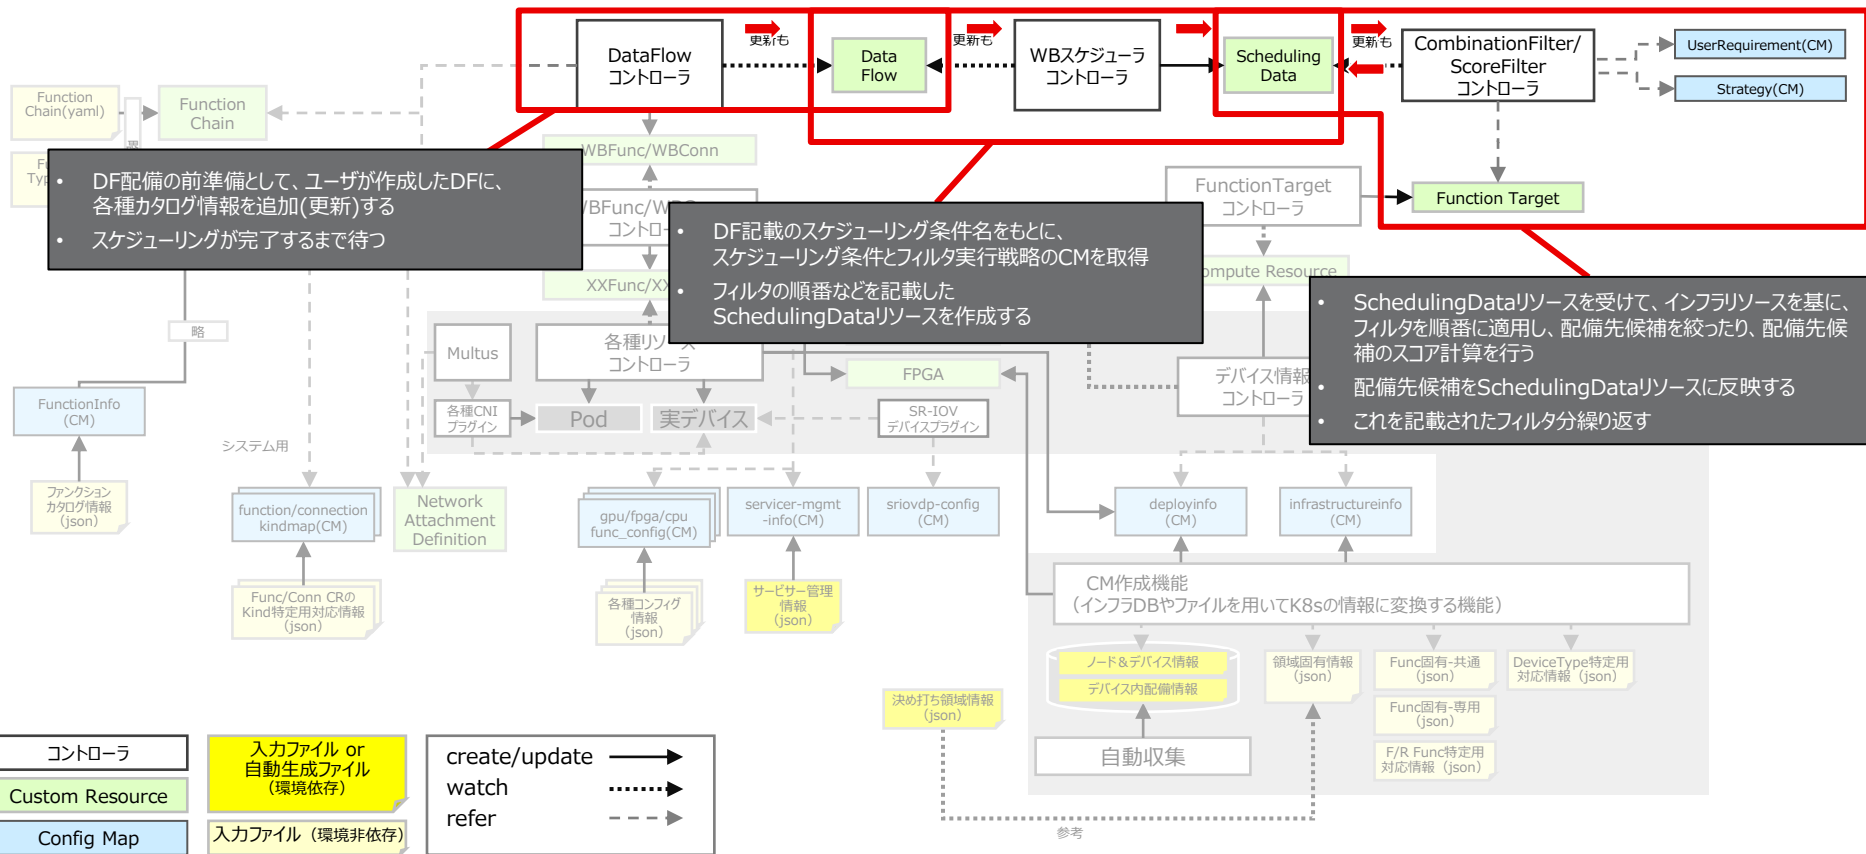 DataFlow
コントローラ
更新も
Data
Flow
更新も
WBスケジューラ
コントローラ
Scheduling
Data
更新も
CombinationFilter/
ScoreFilter
コントローラ
UserRequirement(CM)
Strategy(CM)
Function
Chain(yaml)
Function
Chain
WBFunc/WBConn
FunctionTarget
コントローラ
Function Target
• DF配備の前準備として、ユーザが作成したDFに、
各種カタログ情報を追加(更新)する
• スケジューリングが完了するまで待つ
• DF記載のスケジューリング条件名をもとに、
スケジューリング条件とフィルタ実行戦略のCMを取得
• フィルタの順番などを記載した
SchedulingDataリソースを作成する
• SchedulingDataリソースを受けて、インフラリソースを基に、
フィルタを順番に適用し、配備先候補を絞ったり、配備先候
補のスコア計算を行う
• 配備先候補をSchedulingDataリソースに反映する
• これを記載されたフィルタ分繰り返す
XXFunc/XX
ompute Resource
略
Multus
各種リソース
コントローラ
FPGA
デバイス情報
コントローラ
FunctionInfo
(CM)
各種CNI
プラグイン
Pod
実デバイス
SR-IOV
デバイスプラグイン
システム用
ファンクション
カタログ情報
(json)
function/connection
kindmap(CM)
Network
Attachment
Definition
gpu/fpga/cpu
func_config(CM)
servicer-mgmt
-info(CM)
sriovdp-config
(CM)
deployinfo
(CM)
infrastructureinfo
(CM)
Func/Conn CRの
Kind特定用対応情報
(json)
各種コンフィグ
情報
(json)
サービサー管理
情報
(json)
CM作成機能
(インフラDBやファイルを用いてK8sの情報に変換する機能)
ノード&デバイス情報
デバイス内配備情報
領域固有情報
(json)
Func固有-共通
(json)
DeviceType特定用
対応情報(json)
決め打ち領域情報
(json)
Func固有-専用
(json)
自動収集
F/R Func特定用
対応情報(json)
参考
コントローラ
Custom Resource
Config Map
入力ファイル or
自動生成ファイル
(環境依存)
入力ファイル(環境非依存)
create/update
watch
refer